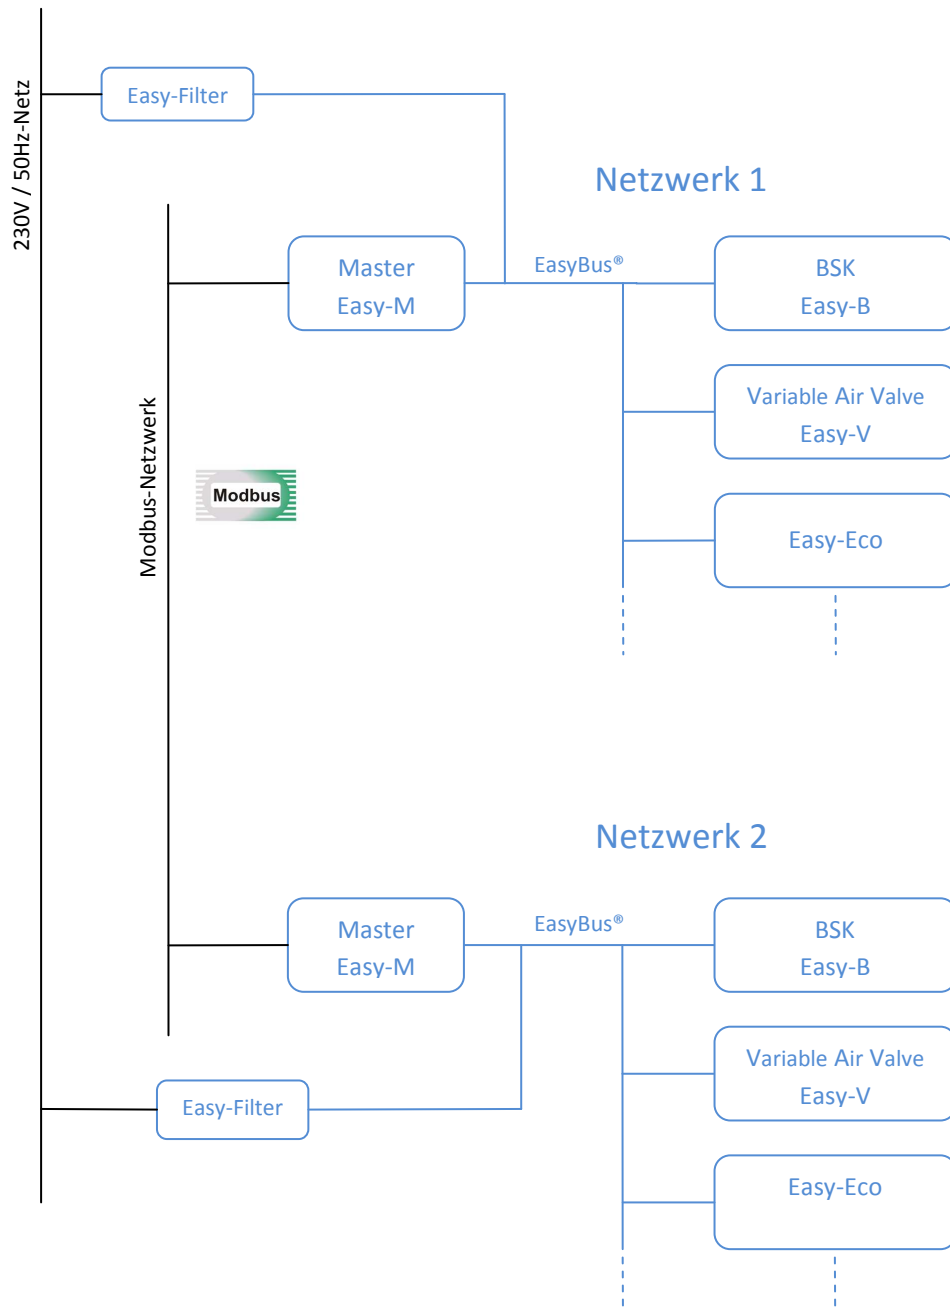 230V / 50Hz-Netz
Easy-Filter
Netzwerk 1
Master
Easy-M
EasyBus®
BSK
Easy-B
Variable Air Valve
Easy-V
Modbus-Netzwerk
Modbus
Easy-Eco
Netzwerk 2
Master
Easy-M
EasyBus®
BSK
Easy-B
Variable Air Valve
Easy-V
Easy-Filter
Easy-Eco